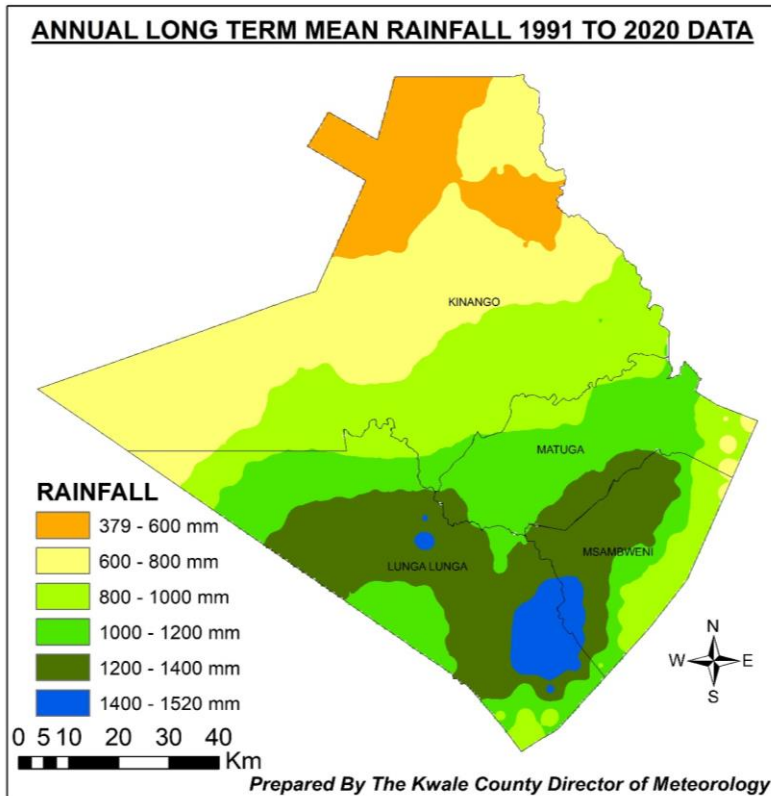 ANNUAL LONG TERM MEAN RAINFALL 1991 TO 2020 DATA
KINANGO
MATUGA
MSAMBWENI
LUNGA LUNGA
RAINFALL
379 - 600 mm
600 - 800 mm
800 - 1000 mm
1000 - 1200 mm
1200 - 1400 mm
1400 - 1520 mm
N
W E
S
0 5 10 20 30 40
Km
Prepared By The Kwale County Director of Meteorology